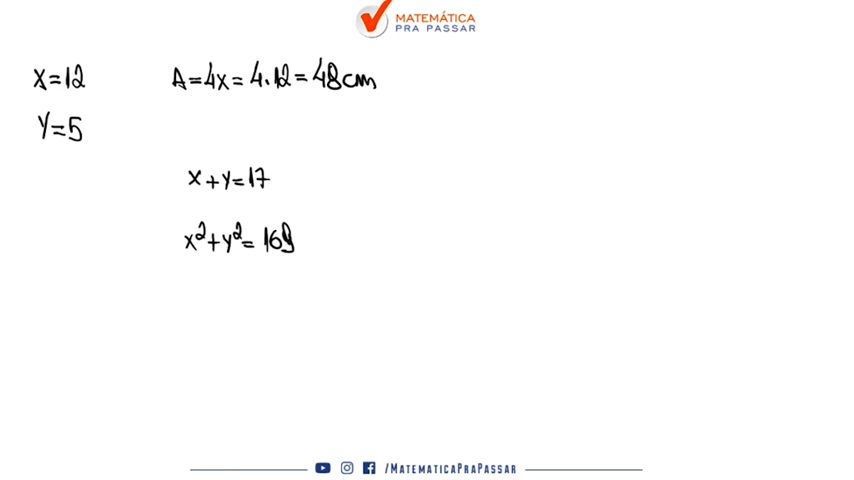 MATEMÁTICA
PRA PASSAR
X=12 A=4x=4.12=48cm
Y=5
x+y=17
x²+y²=169
/MatematicaPraPassar